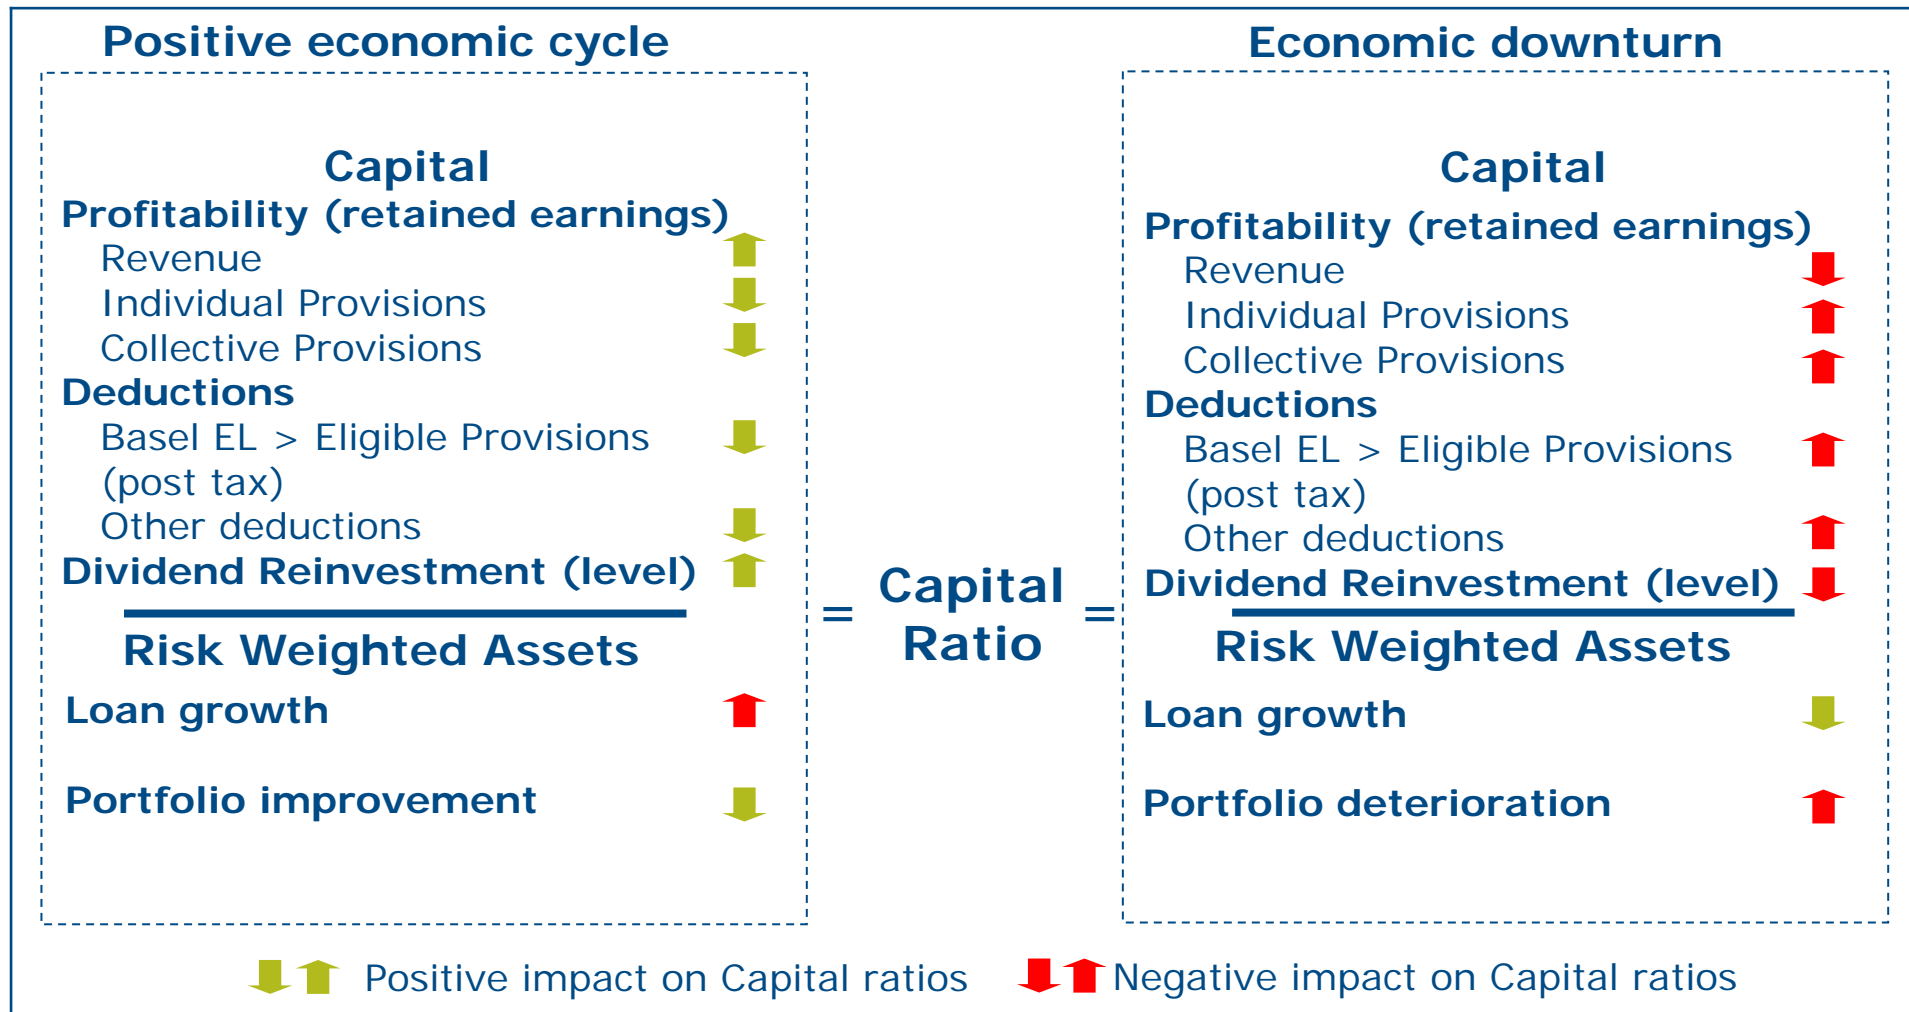 Positive economic cycle
Capital
Profitability (retained earnings)
Revenue
Individual Provisions
Collective Provisions
Deductions
Basel EL > Eligible Provisions
(post tax)
Other deductions
Dividend Reinvestment (level)
Risk Weighted Assets
Loan growth
Portfolio improvement
=
Capital
Ratio
=
Economic downturn
Capital
Profitability (retained earnings)
Revenue
Individual Provisions
Collective Provisions
Deductions
Basel EL > Eligible Provisions
(post tax)
Other deductions
Dividend Reinvestment (level)
Risk Weighted Assets
Loan growth
Portfolio deterioration
Positive impact on Capital ratios
Negative impact on Capital ratios